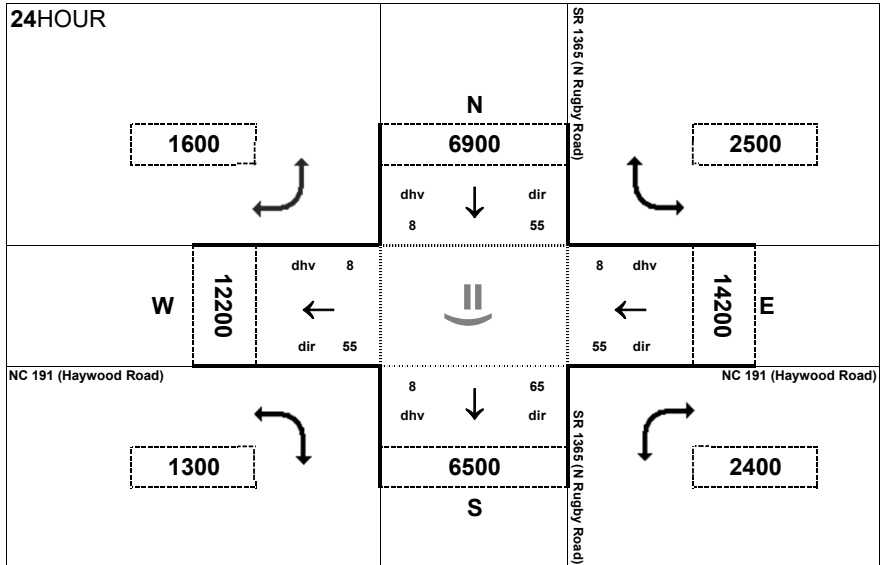 24HOUR
SR 1365 (N Rugby Road)
N
1600
6900
2500
dhv
dir
8
55
dhv 8
8 dhv
W
12200
14200
E
dir 55
55 dir
NC 191 (Haywood Road)
NC 191 (Haywood Road)
8
65
dhv
dir
1300
6500
2400
S
SR 1365 (N Rugby Road)